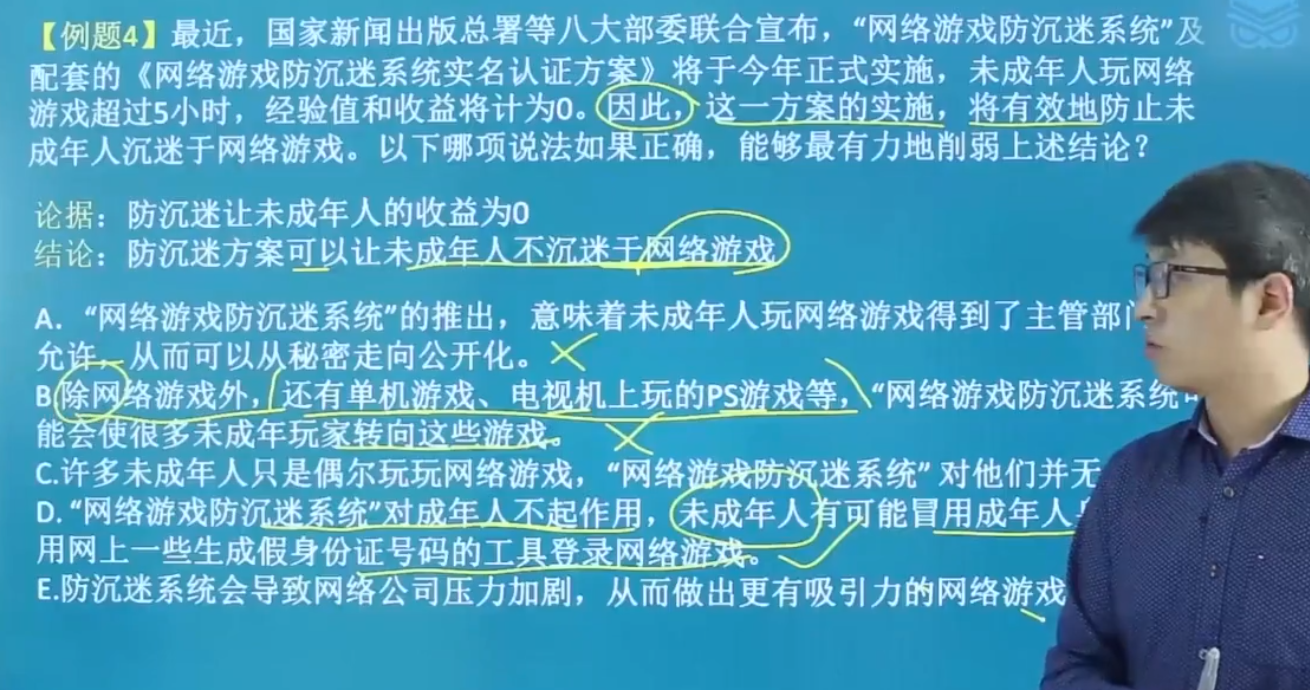 【例题4】最近，国家新闻出版总署等八大部委联合宣布，“网络游戏防沉迷系统”及
配套的《网络游戏防沉迷系统实名认证方案》将于今年正式实施，未成年人玩网络
游戏超过5小时，经验值和收益将计为0。因此，这一方案的实施，将有效地防止未
成年人沉迷于网络游戏。以下哪项说法如果正确，能够最有力地削弱上述结论？
论据：防沉迷让未成年人的收益为0
结论：防沉迷方案可以让未成年人不沉迷于网络游戏
A. “网络游戏防沉迷系统”的推出，意味着未成年人玩网络游戏得到了主管部
允许，从而可以从秘密走向公开化。
B 除网络游戏外，还有单机游戏、电视机上玩的PS游戏等，“网络游戏防沉迷系统
能会使很多未成年玩家转向这些游戏。
C.许多未成年人只是偶尔玩玩网络游戏，“网络游戏防沉迷系统” 对他们并无
D. “网络游戏防沉迷系统”对成年人不起作用，未成年人有可能冒用成年人
用网上一些生成假身份证号码的工具登录网络游戏。
E.防沉迷系统会导致网络公司压力加剧，从而做出更有吸引力的网络游戏